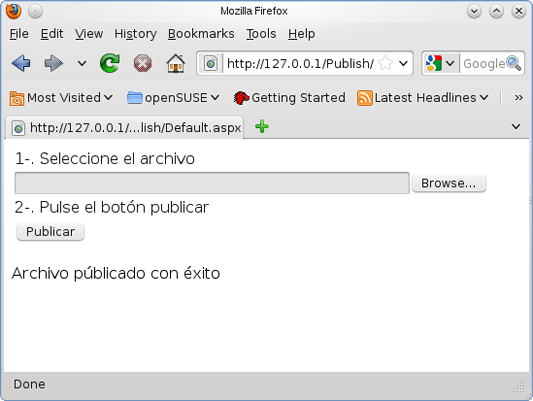 Mozilla Firefox
File Edit View History Bookmarks Tools Help
http://127.0.0.1/Publish/ Google
Most Visited openSUSE Getting Started Latest Headlines »
http://127.0.0.1/...lish/Default.aspx
1-. Seleccione el archivo
Browse...
2-. Pulse el botón publicar
Publicar
Archivo públicado con éxito
Done